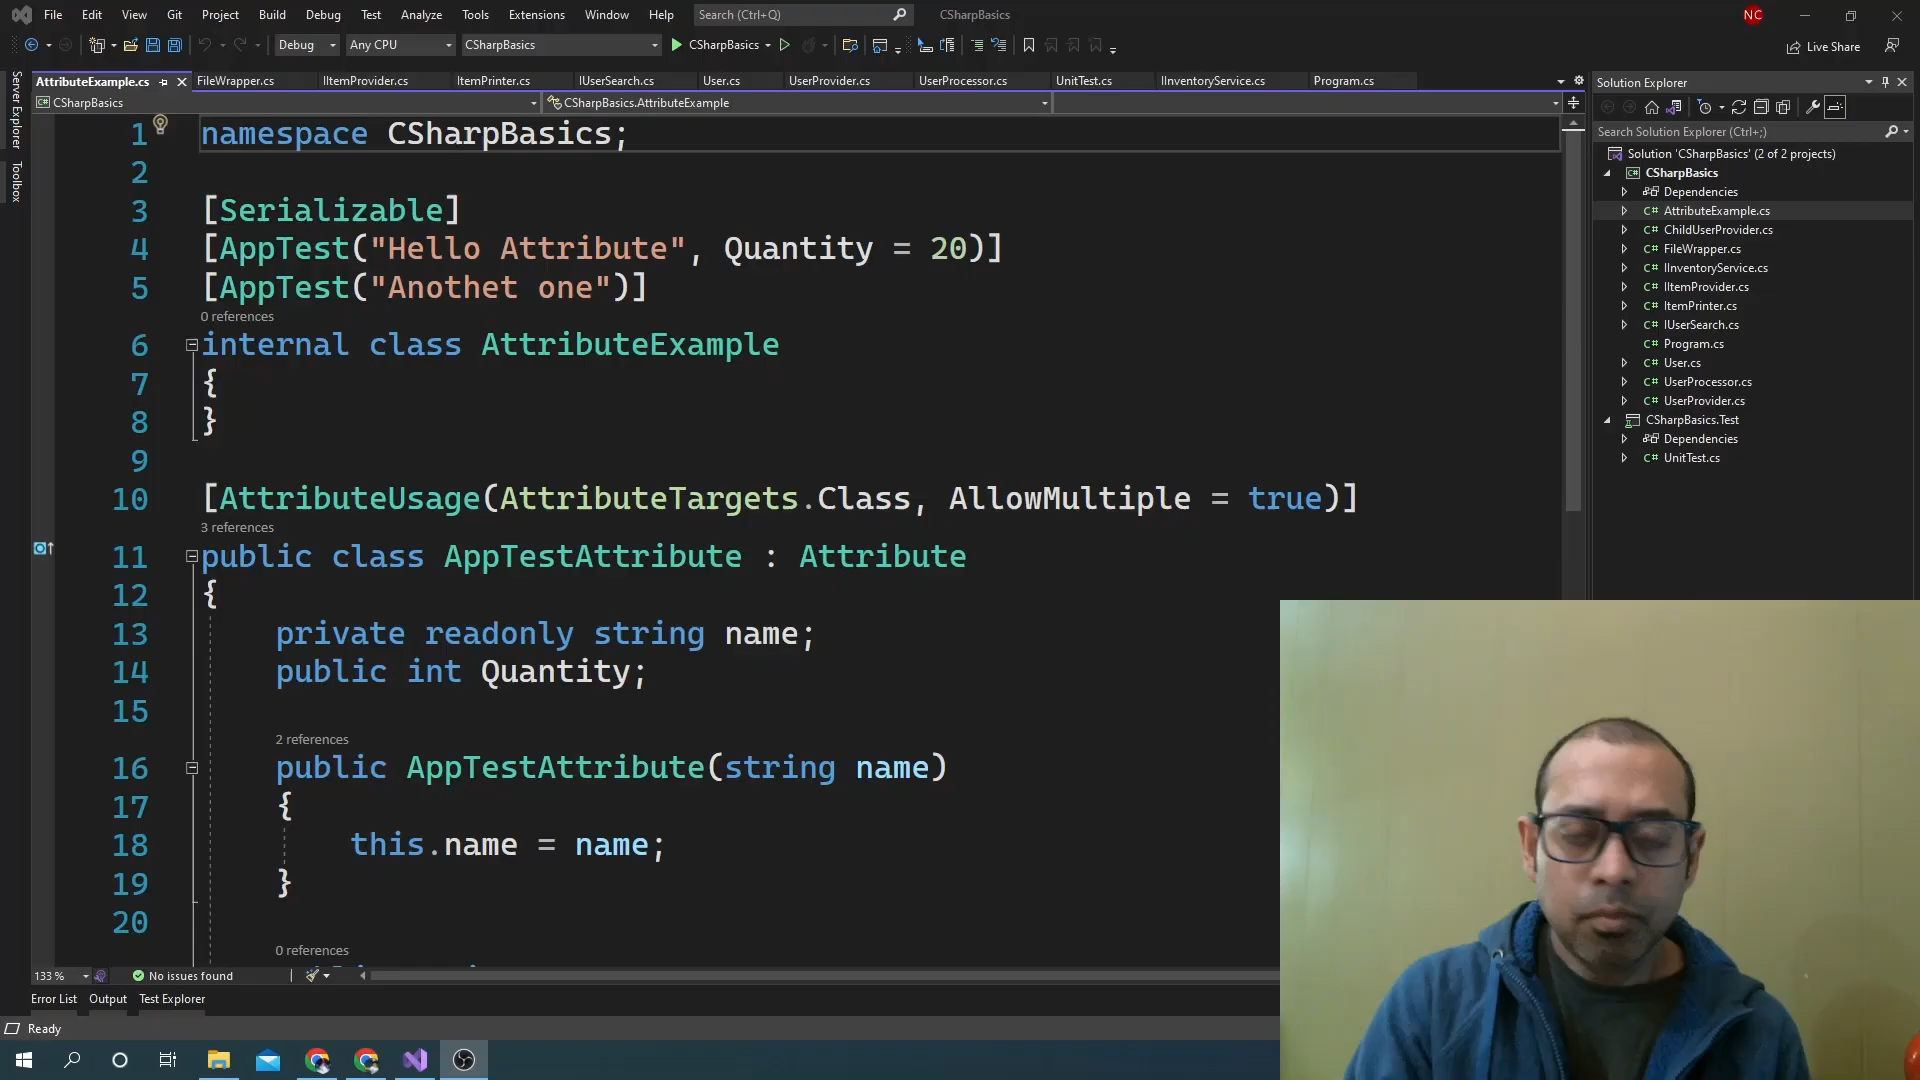 File Edit View Git Project Build Debug Test Analyze Tools Extensions Window Help Search (Ctrl+Q) CSharpBasics NC
Debug Any CPU CSharpBasics CSharpBasics Live Share
AttributeExample.cs FileWrapper.cs IItemProvider.cs ItemPrinter.cs IUserSearch.cs User.cs UserProvider.cs UserProcessor.cs UnitTest.cs IInventoryService.cs Program.cs
CSharpBasics CSharpBasics.AttributeExample
Server Explorer
Toolbox
1 namespace CSharpBasics;
2
3 [Serializable]
4 [AppTest("Hello Attribute", Quantity = 20)]
5 [AppTest("Anothet one")]
0 references
6 internal class AttributeExample
7 {
8 }
9
10 [AttributeUsage(AttributeTargets.Class, AllowMultiple = true)]
3 references
11 public class AppTestAttribute : Attribute
12 {
13 private readonly string name;
14 public int Quantity;
15
2 references
16 public AppTestAttribute(string name)
17 {
18 this.name = name;
19 }
20
0 references
133 % No issues found
Error List Output Test Explorer
Ready
Solution Explorer
Search Solution Explorer (Ctrl+;)
Solution 'CSharpBasics' (2 of 2 projects)
CSharpBasics
Dependencies
C# AttributeExample.cs
C# ChildUserProvider.cs
C# FileWrapper.cs
C# IInventoryService.cs
C# IItemProvider.cs
C# ItemPrinter.cs
C# IUserSearch.cs
C# Program.cs
C# User.cs
C# UserProcessor.cs
C# UserProvider.cs
CSharpBasics.Test
Dependencies
C# UnitTest.cs